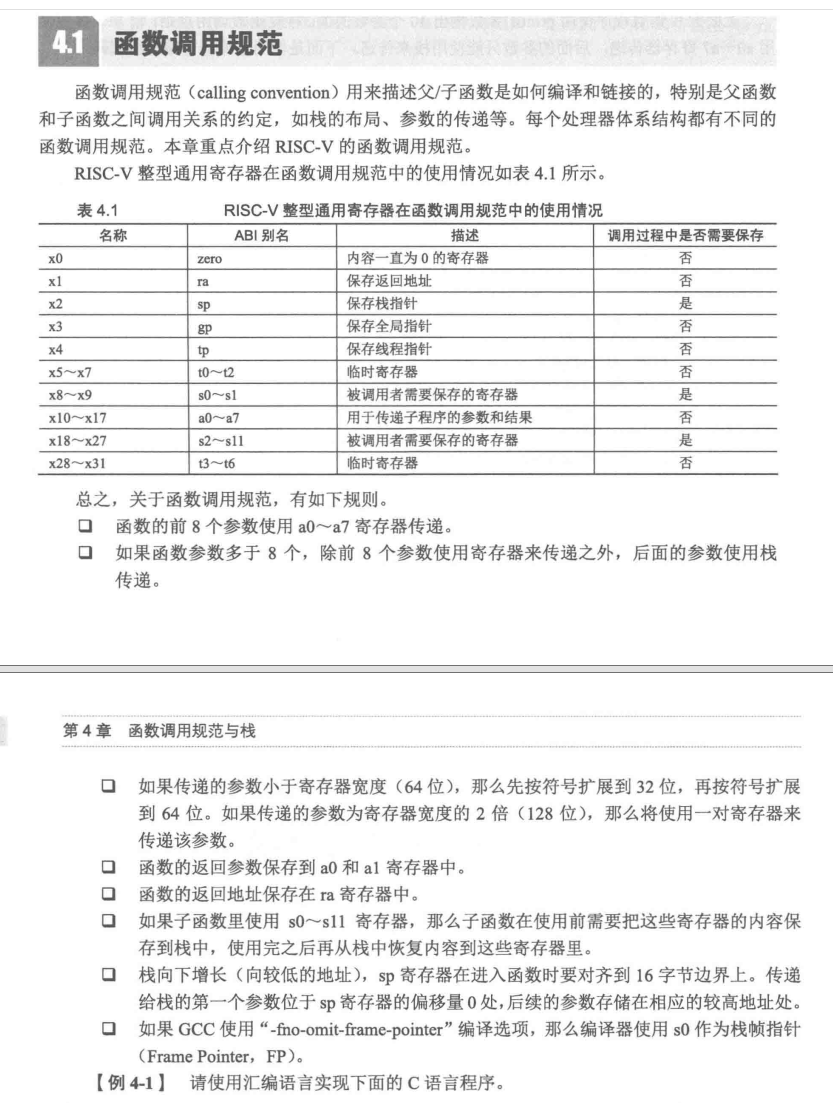 4.1 函数调用规范
函数调用规范（calling convention）用来描述父/子函数是如何编译和链接的，特别是父函数
和子函数之间调用关系的约定，如栈的布局、参数的传递等。每个处理器体系结构都有不同的
函数调用规范。本章重点介绍 RISC-V 的函数调用规范。
RISC-V 整型通用寄存器在函数调用规范中的使用情况如表 4.1 所示。
表 4.1 RISC-V 整型通用寄存器在函数调用规范中的使用情况
名称 ABI 别名 描述 调用过程中是否需要保存
x0 zero 内容一直为 0 的寄存器 否
x1 ra 保存返回地址 否
x2 sp 保存栈指针 是
x3 gp 保存全局指针 否
x4 tp 保存线程指针 否
x5～x7 t0～t2 临时寄存器 否
x8～x9 s0～s1 被调用者需要保存的寄存器 是
x10～x17 a0～a7 用于传递子程序的参数和结果 否
x18～x27 s2～s11 被调用者需要保存的寄存器 是
x28～x31 t3～t6 临时寄存器 否
总之，关于函数调用规范，有如下规则。
❑ 函数的前 8 个参数使用 a0～a7 寄存器传递。
❑ 如果函数参数多于 8 个，除前 8 个参数使用寄存器来传递之外，后面的参数使用栈
传递。
第 4 章 函数调用规范与栈
❑ 如果传递的参数小于寄存器宽度（64 位），那么先按符号扩展到 32 位，再按符号扩展
到 64 位。如果传递的参数为寄存器宽度的 2 倍（128 位），那么将使用一对寄存器来
传递该参数。
❑ 函数的返回参数保存到 a0 和 a1 寄存器中。
❑ 函数的返回地址保存在 ra 寄存器中。
❑ 如果子函数里使用 s0～s11 寄存器，那么子函数在使用前需要把这些寄存器的内容保
存到栈中，使用完之后再从栈中恢复内容到这些寄存器里。
❑ 栈向下增长（向较低的地址），sp 寄存器在进入函数时要对齐到 16 字节边界上。传递
给栈的第一个参数位于 sp 寄存器的偏移量 0 处，后续的参数存储在相应的较高地址处。
❑ 如果 GCC 使用“-fno-omit-frame-pointer”编译选项，那么编译器使用 s0 作为栈帧指针
（Frame Pointer，FP）。
【例 4-1】 请使用汇编语言实现下面的 C 语言程序。